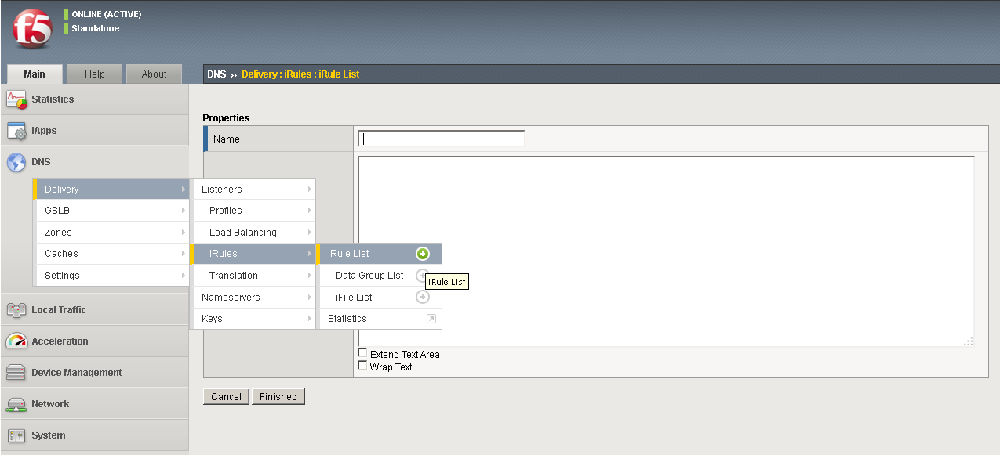 f5
ONLINE (ACTIVE)
Standalone
Main Help About
DNS ›› Delivery : iRules : iRule List
Statistics
iApps
DNS
Delivery
GSLB
Zones
Caches
Settings
Local Traffic
Acceleration
Device Management
Network
System
Listeners
Profiles
Load Balancing
iRules
Translation
Nameservers
Keys
iRule List
Data Group List
iFile List
Statistics
iRule List
Properties
Name
Extend Text Area
Wrap Text
Cancel Finished